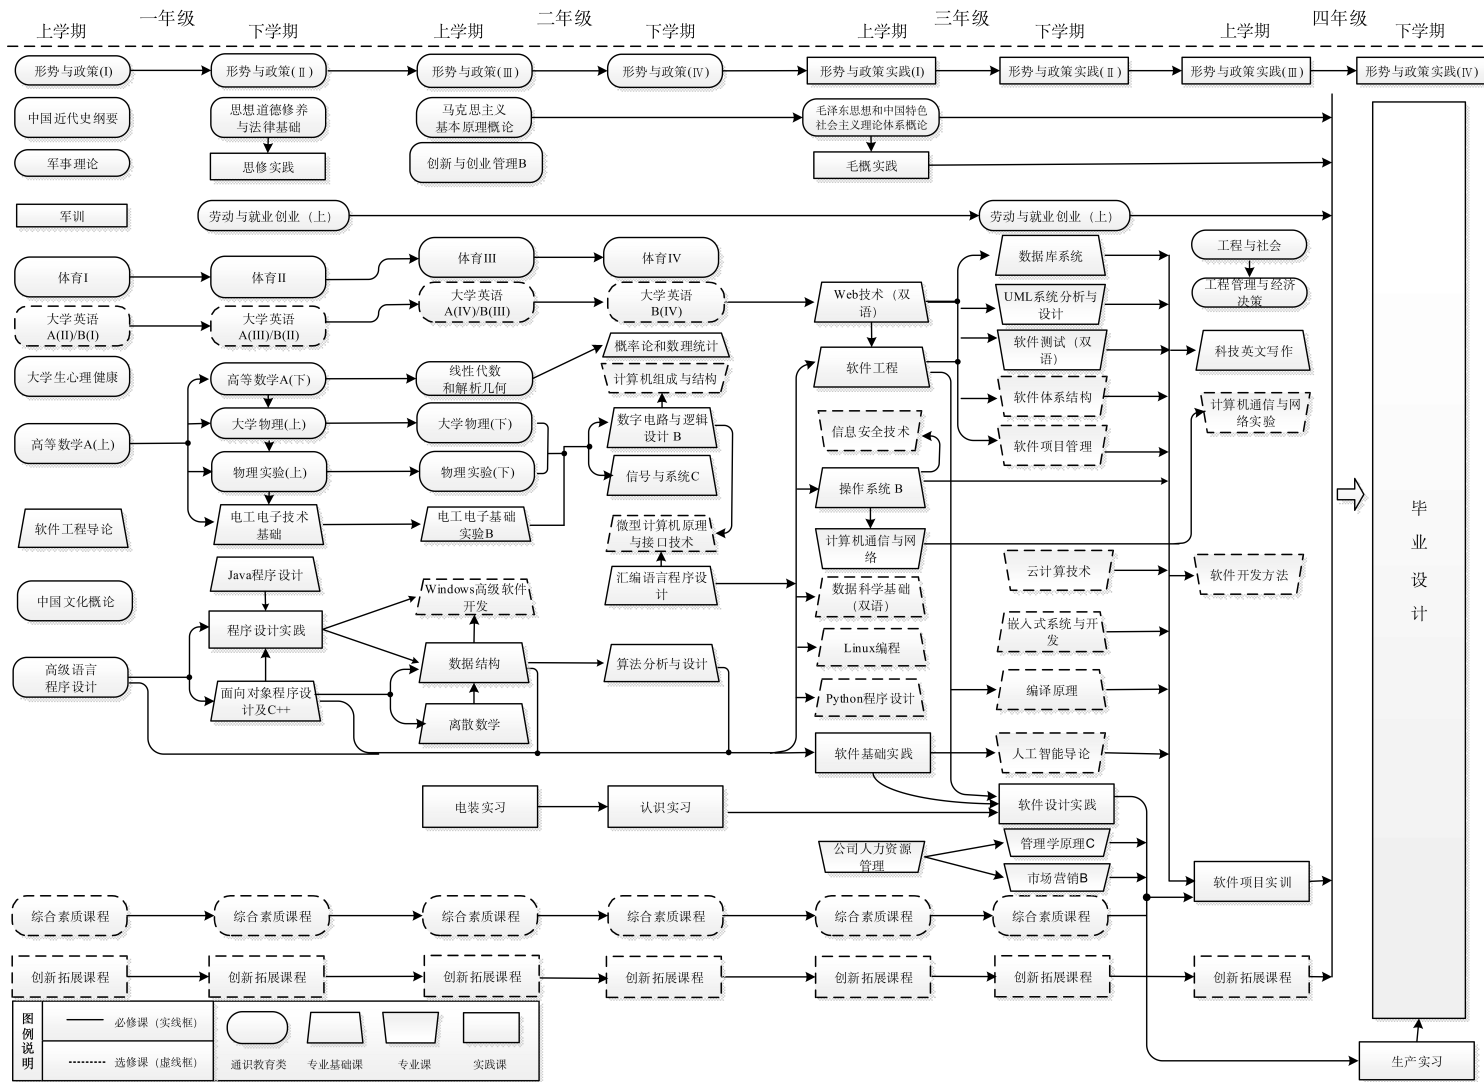 一年级
二年级
三年级
四年级
上学期
下学期
上学期
下学期
上学期
下学期
上学期
下学期
形势与政策(I)
形势与政策(Ⅱ)
形势与政策(Ⅲ)
形势与政策(Ⅳ)
形势与政策实践(I)
形势与政策实践(Ⅱ)
形势与政策实践(Ⅲ)
形势与政策实践(Ⅳ)
中国近代史纲要
思想道德修养
与法律基础
马克思主义
基本原理概论
毛泽东思想和中国特色
社会主义理论体系概论
军事理论
思修实践
创新与创业管理B
毛概实践
军训
劳动与就业创业（上）
劳动与就业创业（上）
体育I
体育II
体育III
体育IV
数据库系统
工程与社会
工程管理与经济
决策
大学英语
A(II)/B(I)
大学英语
A(III)/B(II)
大学英语
A(IV)/B(III)
大学英语
B(IV)
Web技术（双
语）
UML系统分析与
设计
大学生心理健康
高等数学A(下)
线性代数
和解析几何
概率论和数理统计
计算机组成与结构
软件工程
软件测试（双
语）
科技英文写作
软件体系结构
高等数学A(上)
大学物理(上)
大学物理(下)
数字电路与逻辑
设计 B
信息安全技术
软件项目管理
计算机通信与网
络实验
物理实验(上)
物理实验(下)
信号与系统C
操作系统 B
软件工程导论
电工电子技术
基础
电工电子基础
实验B
微型计算机原理
与接口技术
计算机通信与网
络
Java程序设计
Windows高级软件
开发
汇编语言程序设
计
数据科学基础
（双语）
云计算技术
软件开发方法
中国文化概论
程序设计实践
Linux编程
嵌入式系统与开
发
高级语言
程序设计
面向对象程序设
计及C++
数据结构
算法分析与设计
Python程序设计
编译原理
离散数学
软件基础实践
人工智能导论
电装实习
认识实习
软件设计实践
公司人力资源
管理
管理学原理C
市场营销B
软件项目实训
毕
业
设
计
综合素质课程
综合素质课程
综合素质课程
综合素质课程
综合素质课程
综合素质课程
创新拓展课程
创新拓展课程
创新拓展课程
创新拓展课程
创新拓展课程
创新拓展课程
创新拓展课程
生产实习
图
例
说
明
必修课（实线框）
选修课（虚线框）
通识教育类
专业基础课
专业课
实践课